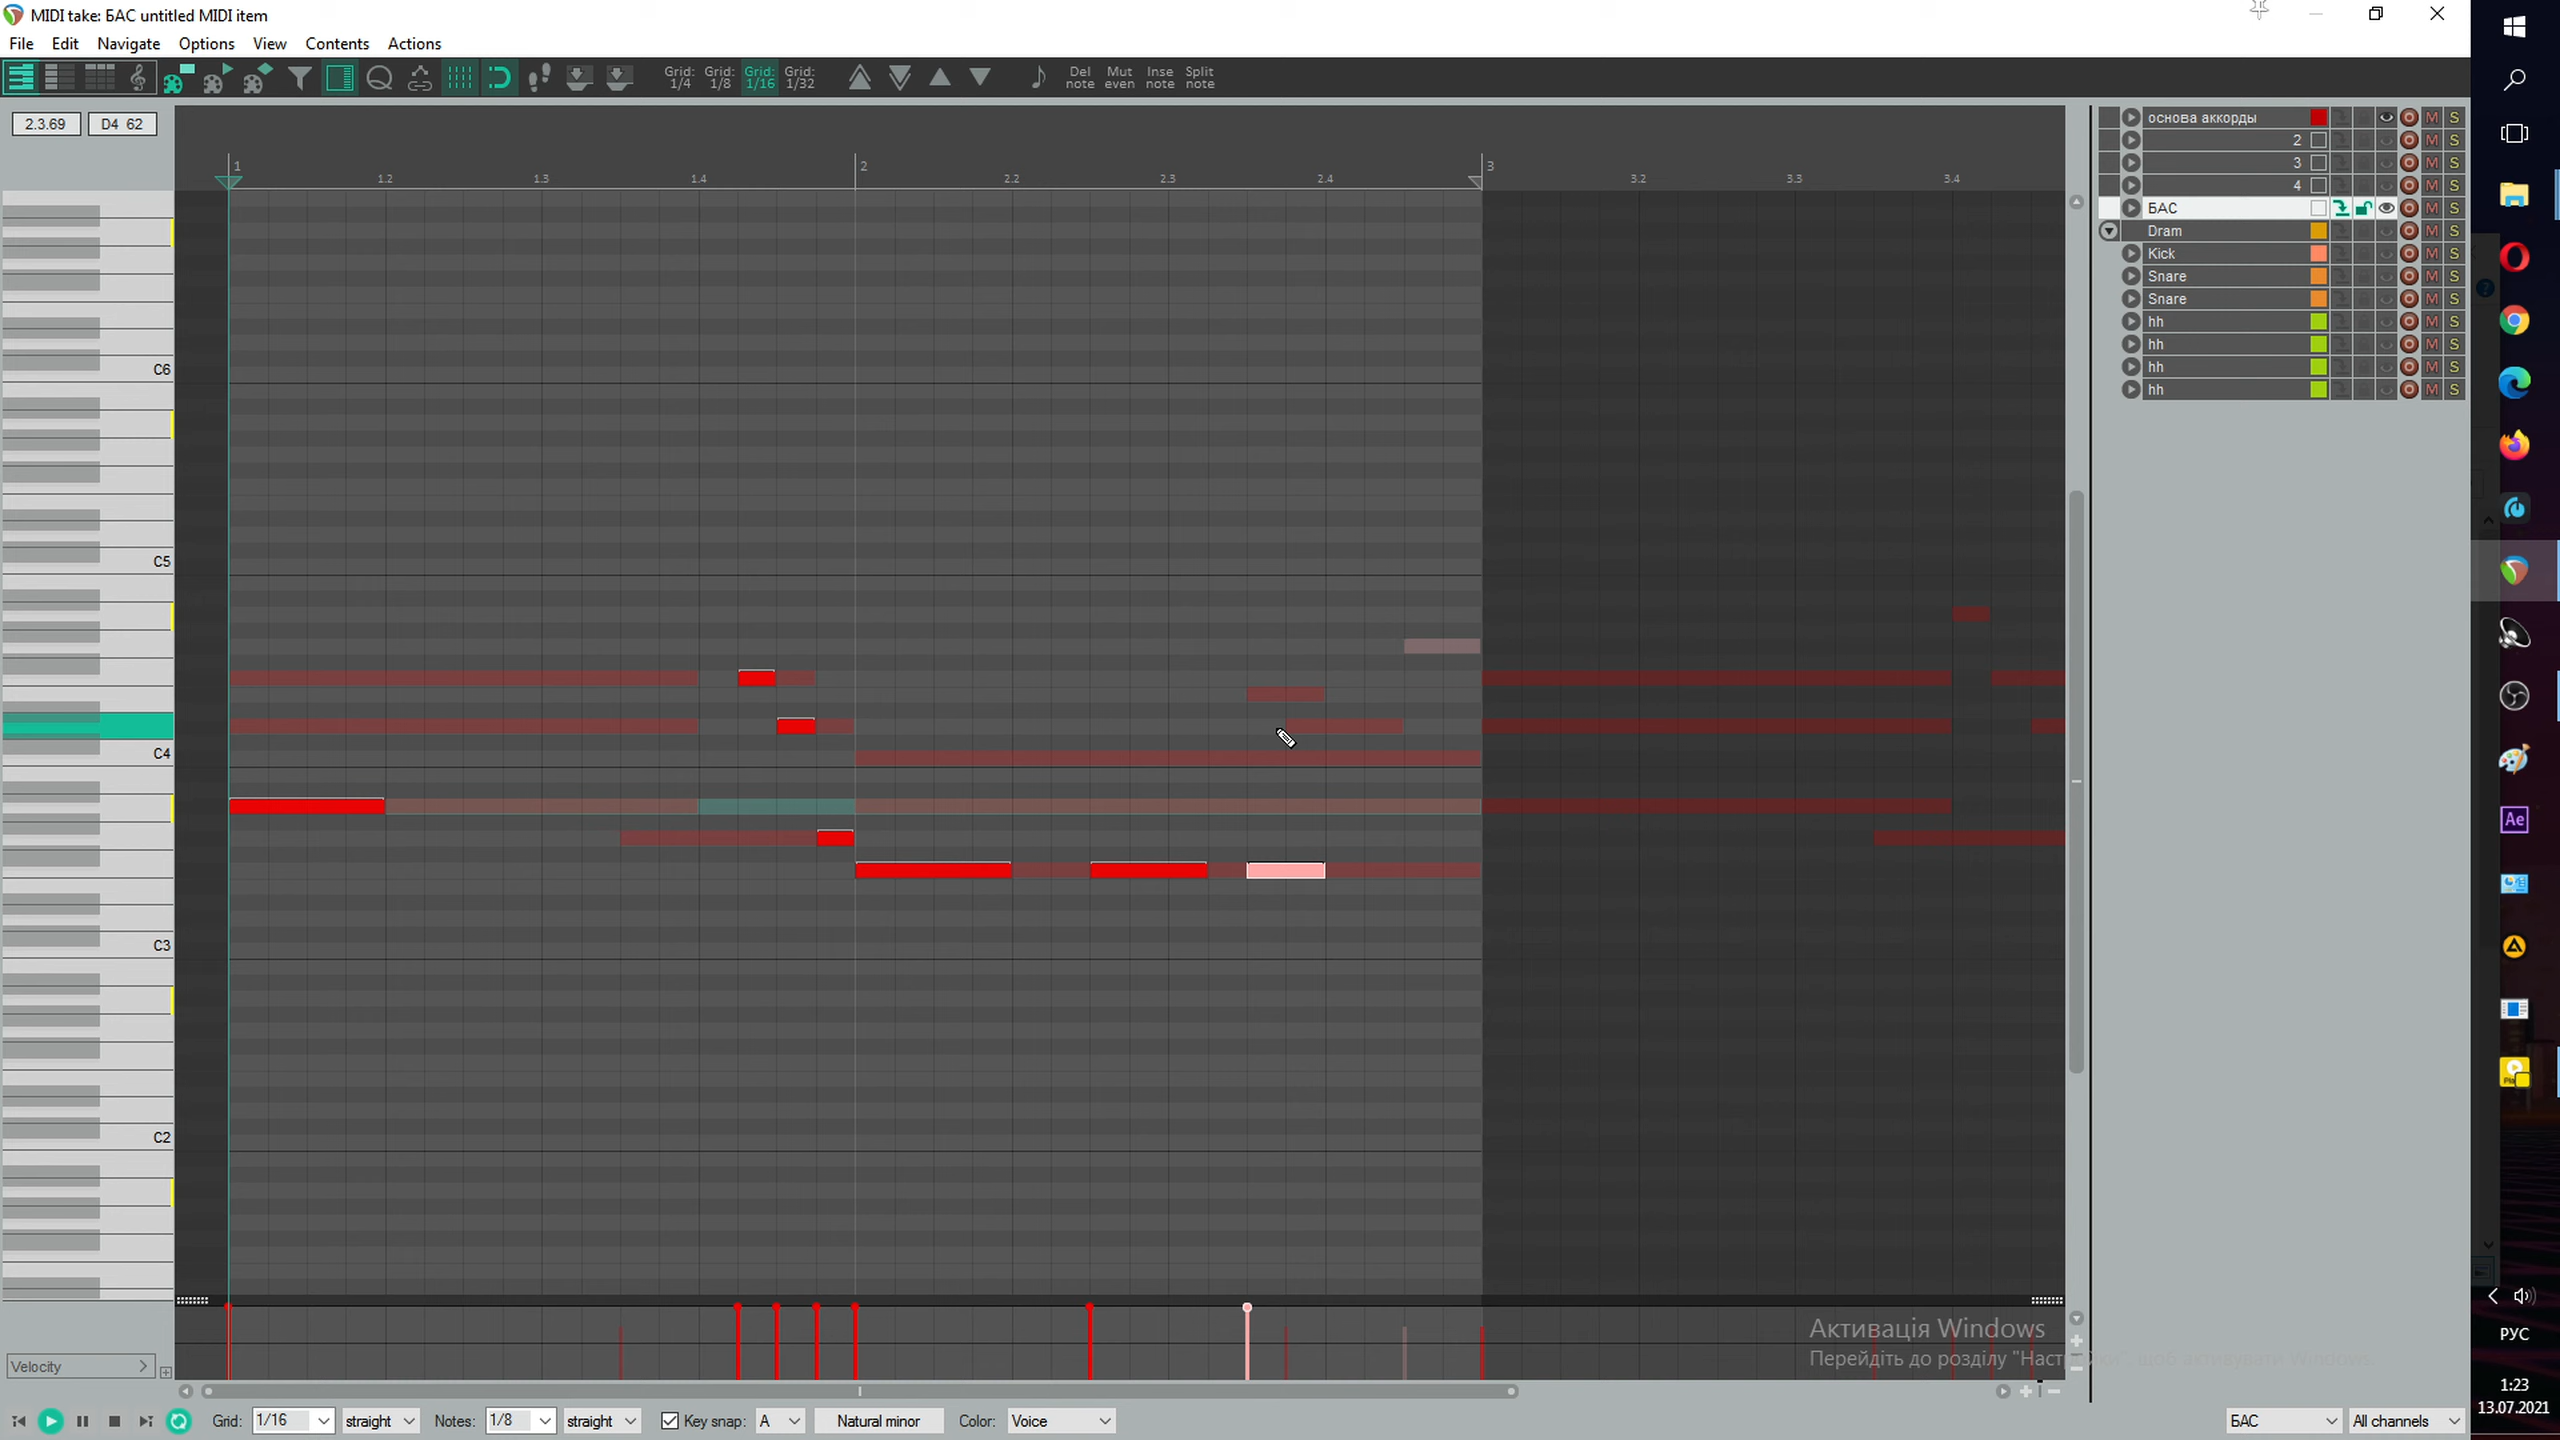 MIDI take: БАС untitled MIDI item
File Edit Navigate Options View Contents Actions
Grid: 1/4 Grid: 1/8 Grid: 1/16 Grid: 1/32 Del note Mut even Inse note Split note
2.3.69 D4 62
1 2 3
1.2 1.3 1.4 2.2 2.3 2.4 3.2 3.3 3.4
основа аккорды M S
2 M S
3 M S
4 M S
БАС M S
Dram M S
Kick M S
Snare M S
Snare M S
hh M S
hh M S
hh M S
hh M S
C6
C5
C4
C3
C2
Ae
Активація Windows
Перейдіть до розділу "Настройки", щоб активувати Windows.
Velocity
РУС
1:23
13.07.2021
Grid: 1/16 straight Notes: 1/8 straight Key snap: A Natural minor Color: Voice БАС All channels